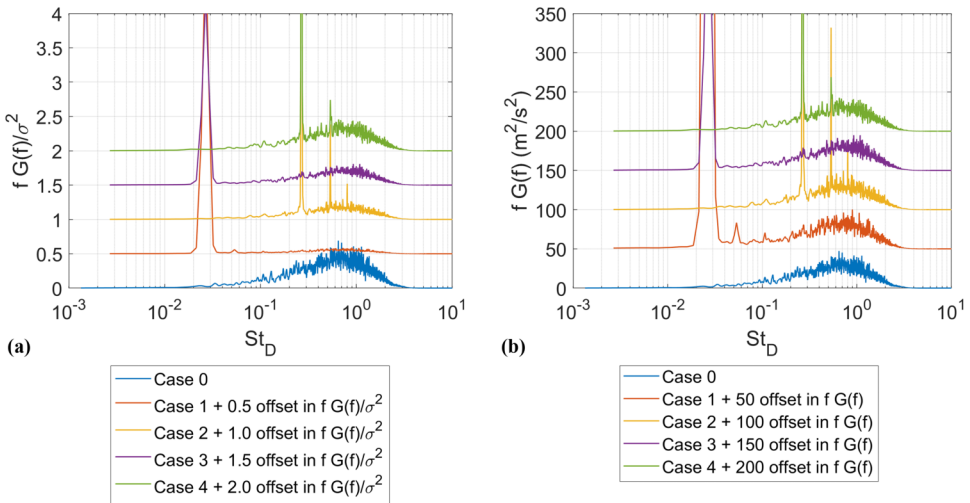 4
3.5
3
2.5
2
1.5
1
0.5
0
f G(f)/σ²
10⁻³ 10⁻² 10⁻¹ 10⁰ 10¹
St_D
(a)
Case 0
Case 1 + 0.5 offset in f G(f)/σ²
Case 2 + 1.0 offset in f G(f)/σ²
Case 3 + 1.5 offset in f G(f)/σ²
Case 4 + 2.0 offset in f G(f)/σ²
350
300
250
200
150
100
50
0
f G(f) (m²/s²)
10⁻³ 10⁻² 10⁻¹ 10⁰ 10¹
St_D
(b)
Case 0
Case 1 + 50 offset in f G(f)
Case 2 + 100 offset in f G(f)
Case 3 + 150 offset in f G(f)
Case 4 + 200 offset in f G(f)